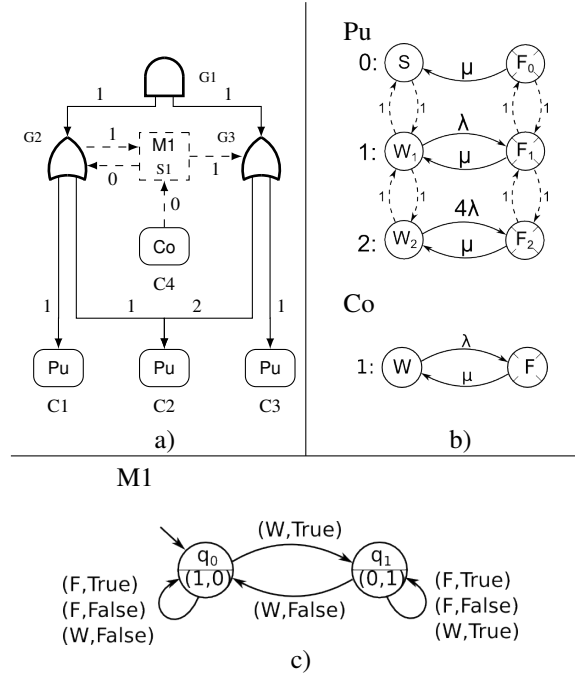 G1
1 1
G2 G3
1
M1
S1
0 1
0
Co
C4
1 1 2 1
Pu Pu Pu
C1 C2 C3
a)
Pu
0: S μ F0
1 1 1 1
λ
1: W1 F1
μ
1 1 1 1
4λ
2: W2 F2
μ
Co
λ
1: W F
μ
b)
M1
(W,True)
q0 q1
(1,0) (0,1)
(W,False)
(F,True)
(F,False)
(W,False)
(F,True)
(F,False)
(W,True)
c)